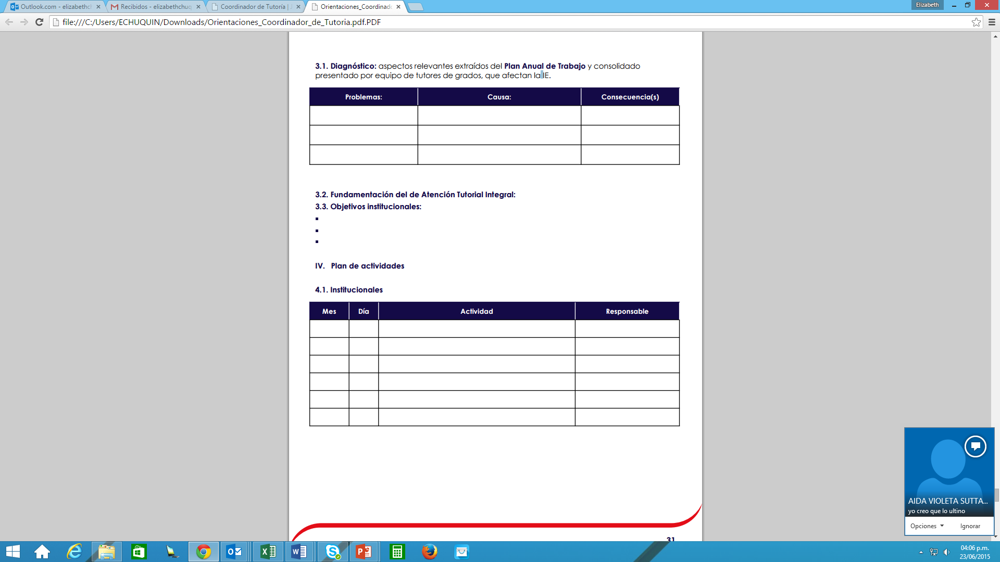 Outlook.com - elizabethch
Recibidos - elizabethchuq
Coordinador de Tutoría | J
Orientaciones_Coordinado
Elizabeth
file:///C:/Users/ECHUQUIN/Downloads/Orientaciones_Coordinador_de_Tutoria.pdf.PDF
3.1. Diagnóstico: aspectos relevantes extraídos del Plan Anual de Trabajo y consolidado
presentado por equipo de tutores de grados, que afectan la IE.
Problemas: Causa: Consecuencia(s)
3.2. Fundamentación del de Atención Tutorial Integral:
3.3. Objetivos institucionales:
IV. Plan de actividades
4.1. Institucionales
Mes Día Actividad Responsable
AIDA VIOLETA SUTTA...
yo creo que lo ultino
Opciones Ignorar
31
04:06 p.m.
23/06/2015